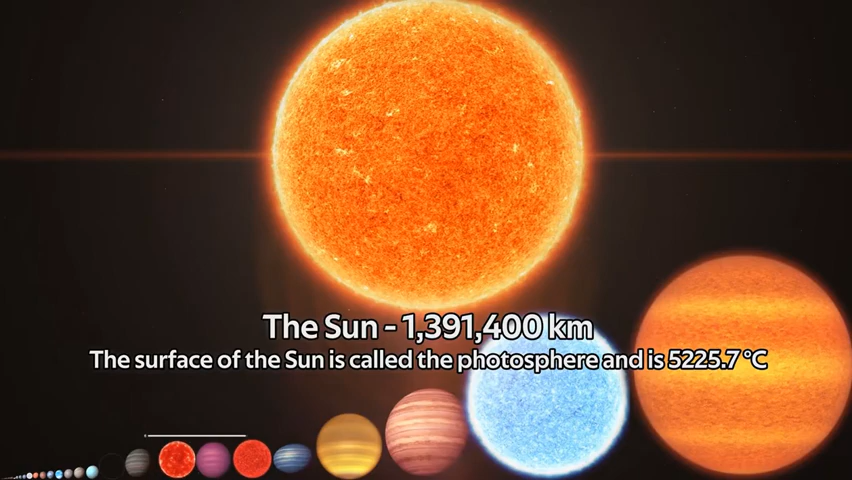 The Sun - 1,391,400 km
The surface of the Sun is called the photosphere and is 5225.7 °C